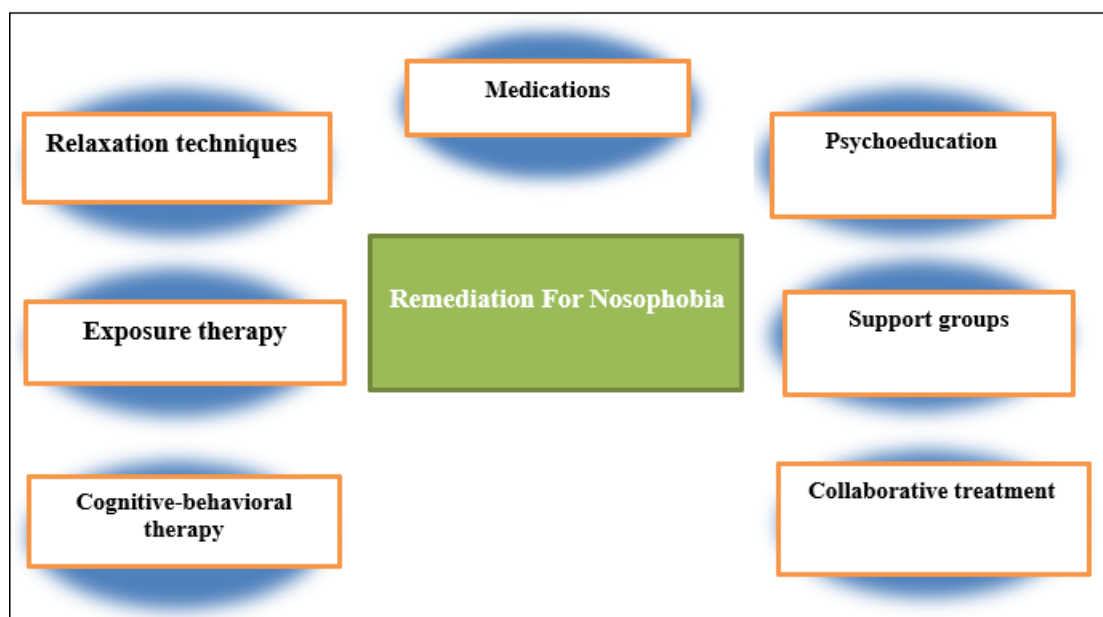 Medications
Relaxation techniques
Psychoeducation
Remediation For Nosophobia
Exposure therapy
Support groups
Cognitive-behavioral
therapy
Collaborative treatment